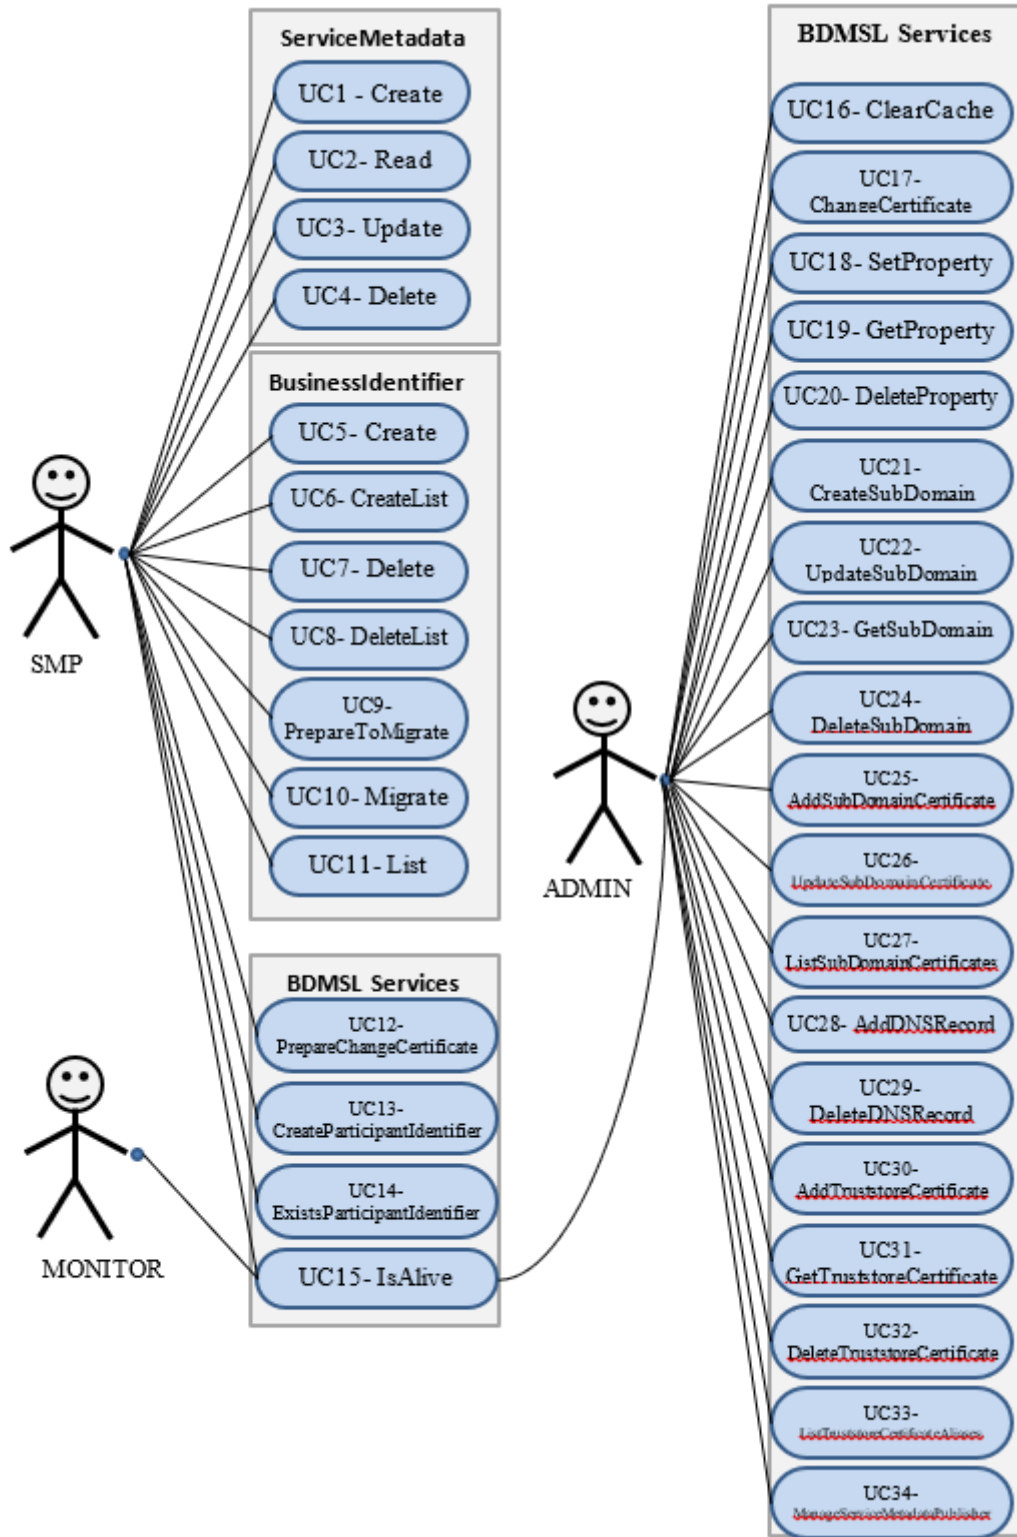 ServiceMetadata
UC1 - Create
UC2- Read
UC3- Update
UC4- Delete
BusinessIdentifier
UC5- Create
UC6- CreateList
UC7- Delete
UC8- DeleteList
UC9-
PrepareToMigrate
UC10- Migrate
UC11- List
SMP
BDMSL Services
UC12-
PrepareChangeCertificate
UC13-
CreateParticipantIdentifier
UC14-
ExistsParticipantIdentifier
UC15- IsAlive
MONITOR
ADMIN
BDMSL Services
UC16- ClearCache
UC17-
ChangeCertificate
UC18- SetProperty
UC19- GetProperty
UC20- DeleteProperty
UC21-
CreateSubDomain
UC22-
UpdateSubDomain
UC23- GetSubDomain
UC24-
DeleteSubDomain
UC25-
AddSubDomainCertificate
UC26-
UpdateSubDomainCertificate
UC27-
ListSubDomainCertificates
UC28- AddDNSRecord
UC29-
DeleteDNSRecord
UC30-
AddTruststoreCertificate
UC31-
GetTruststoreCertificate
UC32-
DeleteTruststoreCertificate
UC33-
ListTruststoreCertificateAliases
UC34-
ManageServiceMetadataPublisher